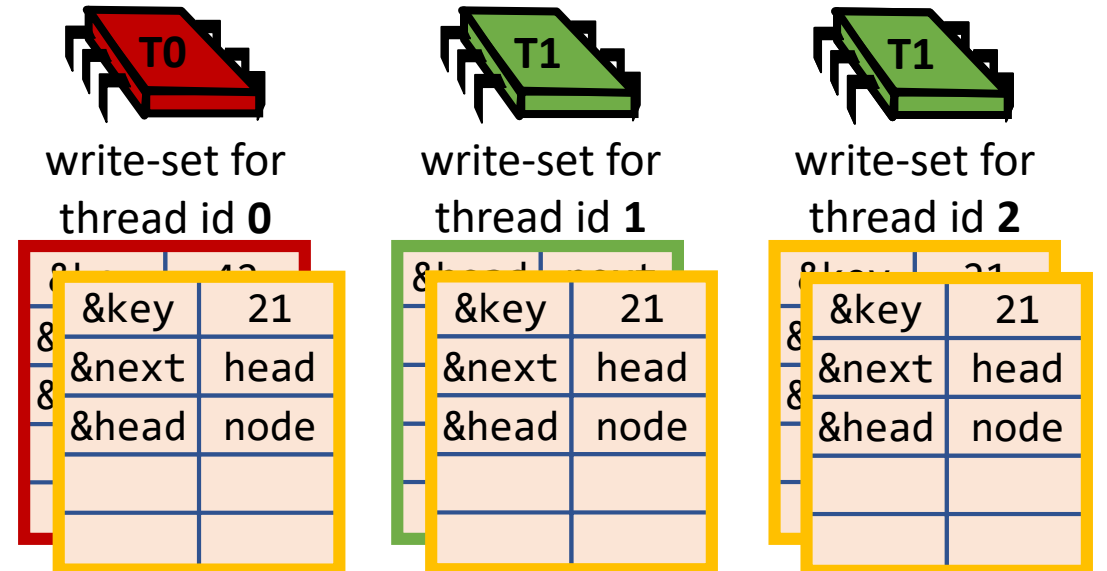 T0
T1
T1
write-set for
thread id 0
write-set for
thread id 1
write-set for
thread id 2
&key 21
&next head
&head node
&key 21
&next head
&head node
&key 21
&next head
&head node